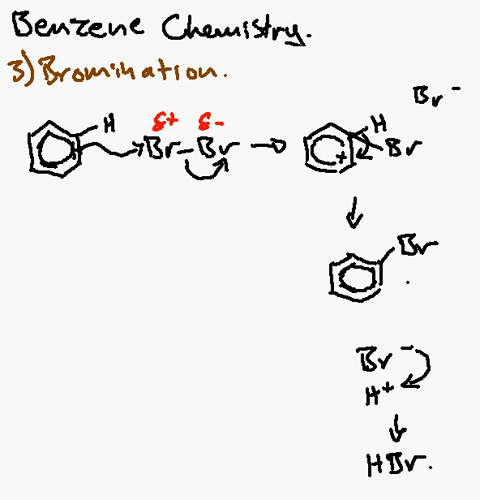 Benzene Chemistry.
3) Bromination.
Br⁻
H δ+ δ- H
Br-Br Br
+
Br
Br⁻
H⁺
HBr.